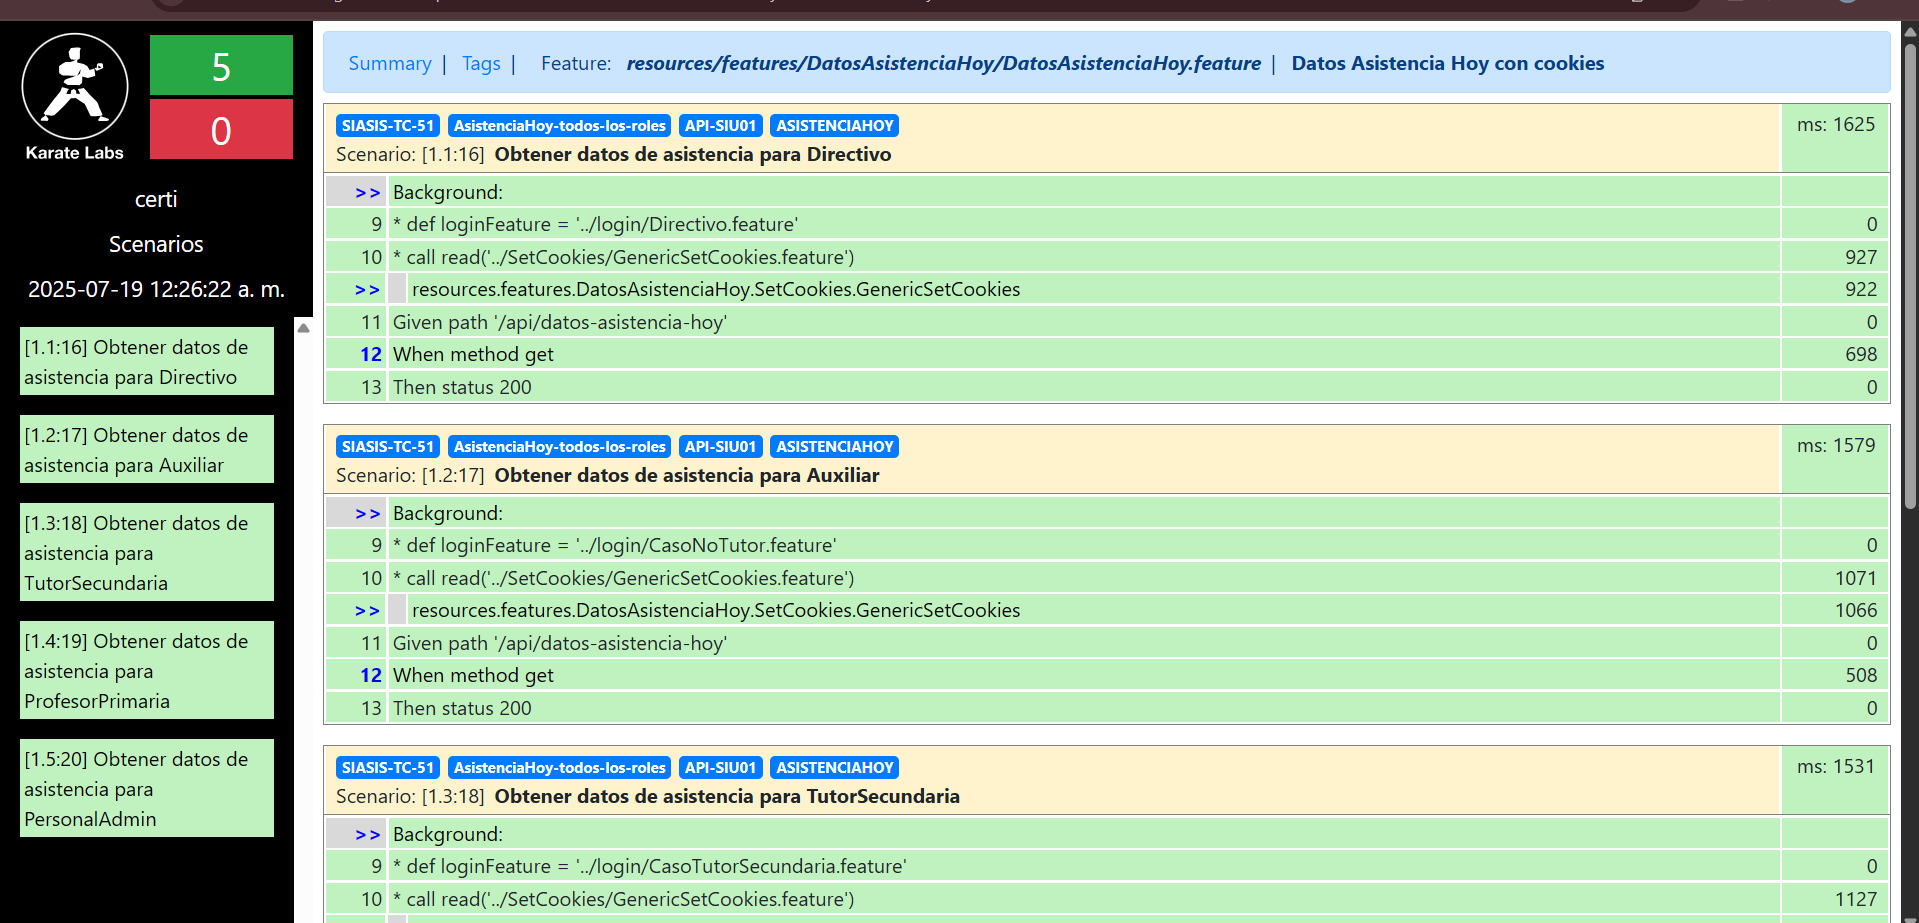 Karate Labs
5
0
certi
Scenarios
2025-07-19 12:26:22 a. m.
[1.1:16] Obtener datos de
asistencia para Directivo
[1.2:17] Obtener datos de
asistencia para Auxiliar
[1.3:18] Obtener datos de
asistencia para
TutorSecundaria
[1.4:19] Obtener datos de
asistencia para
ProfesorPrimaria
[1.5:20] Obtener datos de
asistencia para
PersonalAdmin
Summary | Tags | Feature: resources/features/DatosAsistenciaHoy/DatosAsistenciaHoy.feature | Datos Asistencia Hoy con cookies
SIASIS-TC-51 AsistenciaHoy-todos-los-roles API-SIU01 ASISTENCIAHOY ms: 1625
Scenario: [1.1:16] Obtener datos de asistencia para Directivo
>> Background:
9 * def loginFeature = '../login/Directivo.feature' 0
10 * call read('../SetCookies/GenericSetCookies.feature') 927
>> resources.features.DatosAsistenciaHoy.SetCookies.GenericSetCookies 922
11 Given path '/api/datos-asistencia-hoy' 0
12 When method get 698
13 Then status 200 0
SIASIS-TC-51 AsistenciaHoy-todos-los-roles API-SIU01 ASISTENCIAHOY ms: 1579
Scenario: [1.2:17] Obtener datos de asistencia para Auxiliar
>> Background:
9 * def loginFeature = '../login/CasoNoTutor.feature' 0
10 * call read('../SetCookies/GenericSetCookies.feature') 1071
>> resources.features.DatosAsistenciaHoy.SetCookies.GenericSetCookies 1066
11 Given path '/api/datos-asistencia-hoy' 0
12 When method get 508
13 Then status 200 0
SIASIS-TC-51 AsistenciaHoy-todos-los-roles API-SIU01 ASISTENCIAHOY ms: 1531
Scenario: [1.3:18] Obtener datos de asistencia para TutorSecundaria
>> Background:
9 * def loginFeature = '../login/CasoTutorSecundaria.feature' 0
10 * call read('../SetCookies/GenericSetCookies.feature') 1127